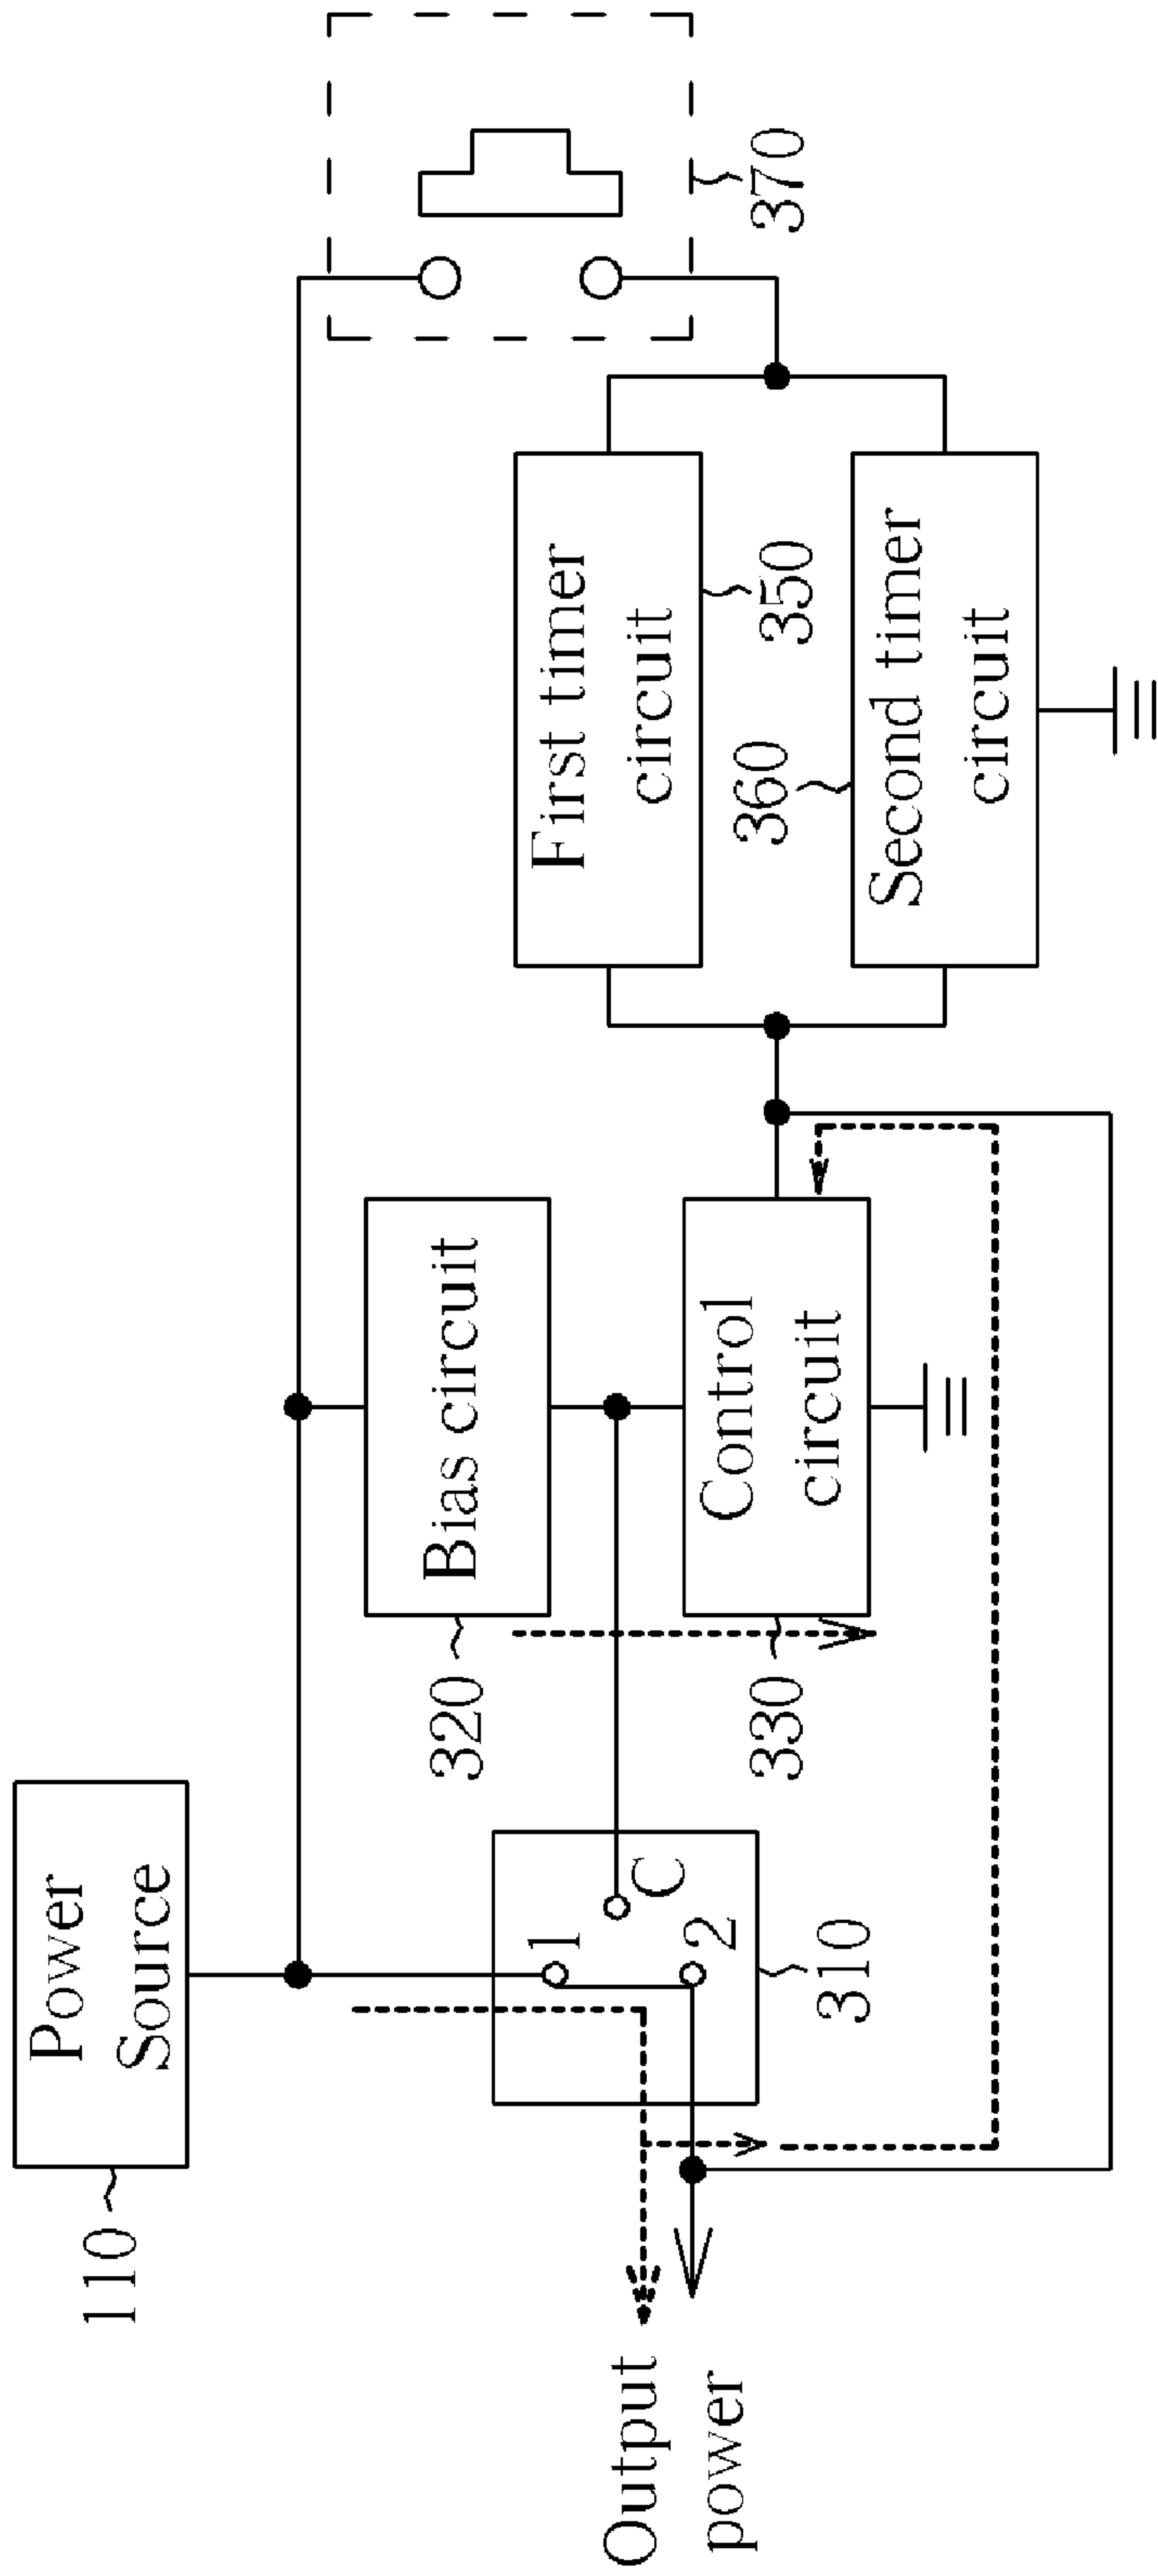 Power
Source
110
Output
power
1
2
C
310
Bias circuit
320
Control
circuit
330
First timer
circuit
350
Second timer
circuit
360
370